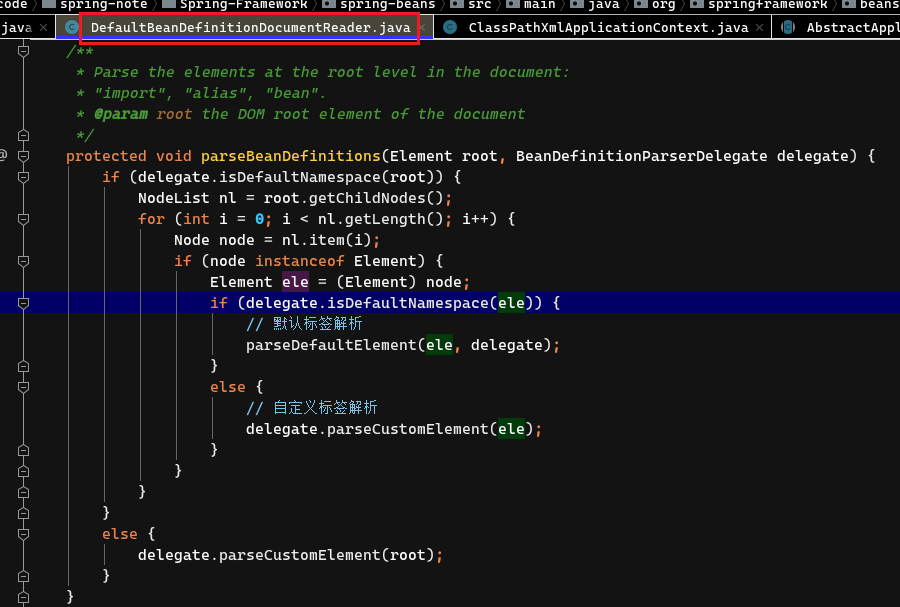 code spring-note Spring-Framework spring-beans src main java org springframework beans
java DefaultBeanDefinitionDocumentReader.java ClassPathXmlApplicationContext.java AbstractAppl
/**
 * Parse the elements at the root level in the document:
 * "import", "alias", "bean".
 * @param root the DOM root element of the document
 */
protected void parseBeanDefinitions(Element root, BeanDefinitionParserDelegate delegate) {
    if (delegate.isDefaultNamespace(root)) {
        NodeList nl = root.getChildNodes();
        for (int i = 0; i < nl.getLength(); i++) {
            Node node = nl.item(i);
            if (node instanceof Element) {
                Element ele = (Element) node;
                if (delegate.isDefaultNamespace(ele)) {
                    // 默认标签解析
                    parseDefaultElement(ele, delegate);
                }
                else {
                    // 自定义标签解析
                    delegate.parseCustomElement(ele);
                }
            }
        }
    }
    else {
        delegate.parseCustomElement(root);
    }
}